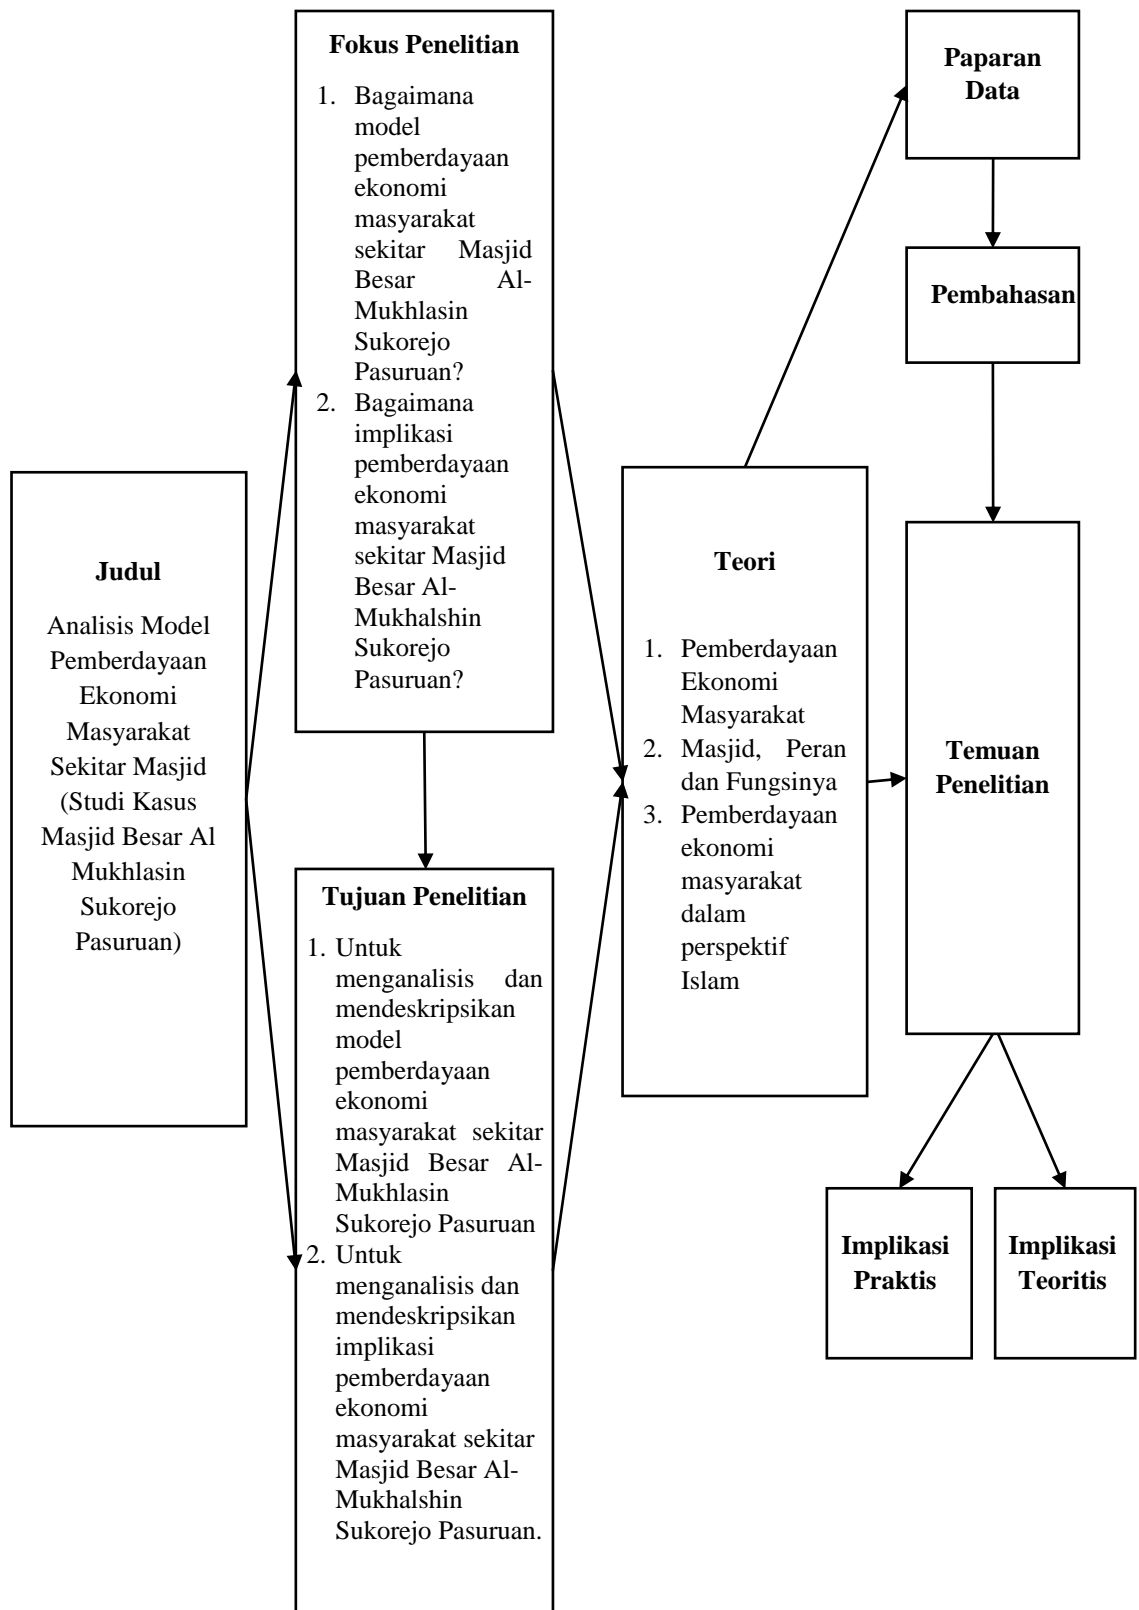 Judul
Analisis Model
Pemberdayaan
Ekonomi
Masyarakat
Sekitar Masjid
(Studi Kasus
Masjid Besar Al
Mukhlasin
Sukorejo
Pasuruan)
Fokus Penelitian
1. Bagaimana
model
pemberdayaan
ekonomi
masyarakat
sekitar Masjid
Besar Al-
Mukhlasin
Sukorejo
Pasuruan?
2. Bagaimana
implikasi
pemberdayaan
ekonomi
masyarakat
sekitar Masjid
Besar Al-
Mukhalshin
Sukorejo
Pasuruan?
Tujuan Penelitian
1. Untuk
menganalisis dan
mendeskripsikan
model
pemberdayaan
ekonomi
masyarakat sekitar
Masjid Besar Al-
Mukhlasin
Sukorejo Pasuruan
2. Untuk
menganalisis dan
mendeskripsikan
implikasi
pemberdayaan
ekonomi
masyarakat sekitar
Masjid Besar Al-
Mukhalshin
Sukorejo Pasuruan.
Teori
1. Pemberdayaan
Ekonomi
Masyarakat
2. Masjid, Peran
dan Fungsinya
3. Pemberdayaan
ekonomi
masyarakat
dalam
perspektif
Islam
Paparan
Data
Pembahasan
Temuan
Penelitian
Implikasi
Praktis
Implikasi
Teoritis